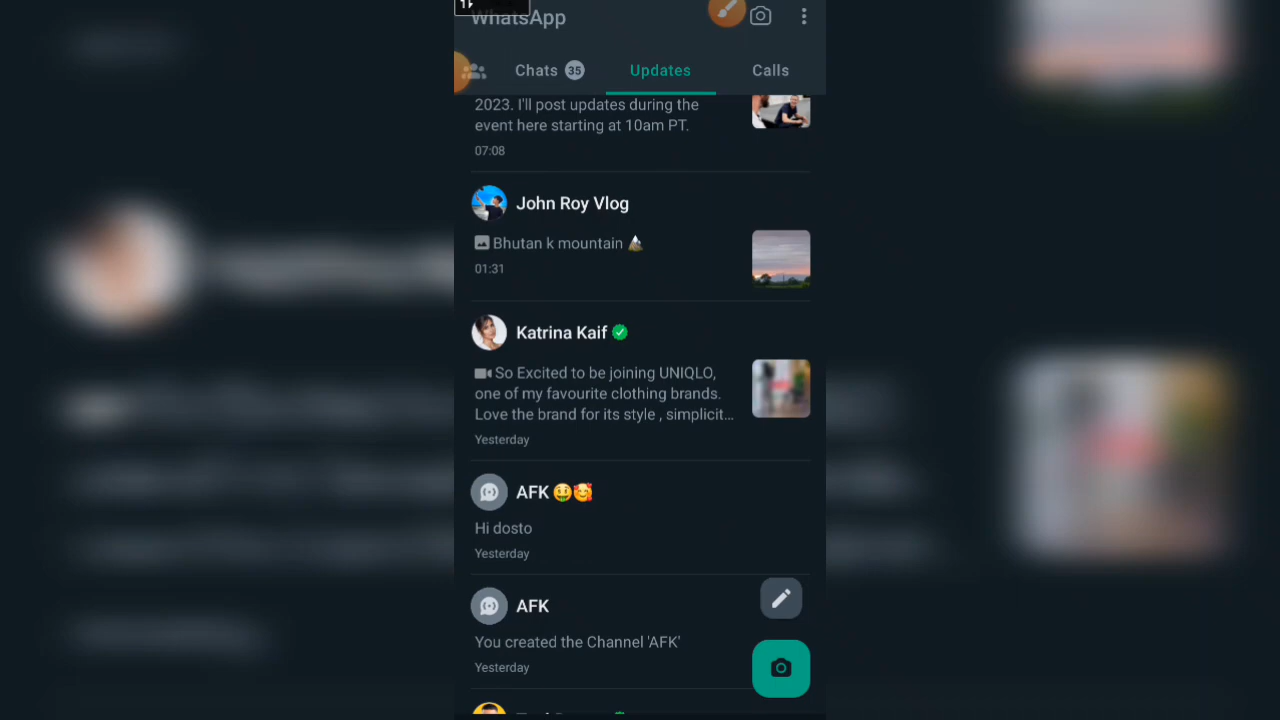 WhatsApp
Chats 35 Updates Calls
2023. I'll post updates during the
event here starting at 10am PT.
07:08
John Roy Vlog
Bhutan k mountain 🏔️
01:31
Katrina Kaif
So Excited to be joining UNIQLO,
one of my favourite clothing brands.
Love the brand for its style , simplicit…
Yesterday
AFK 🤑🥰
Hi dosto
Yesterday
AFK
You created the Channel 'AFK'
Yesterday